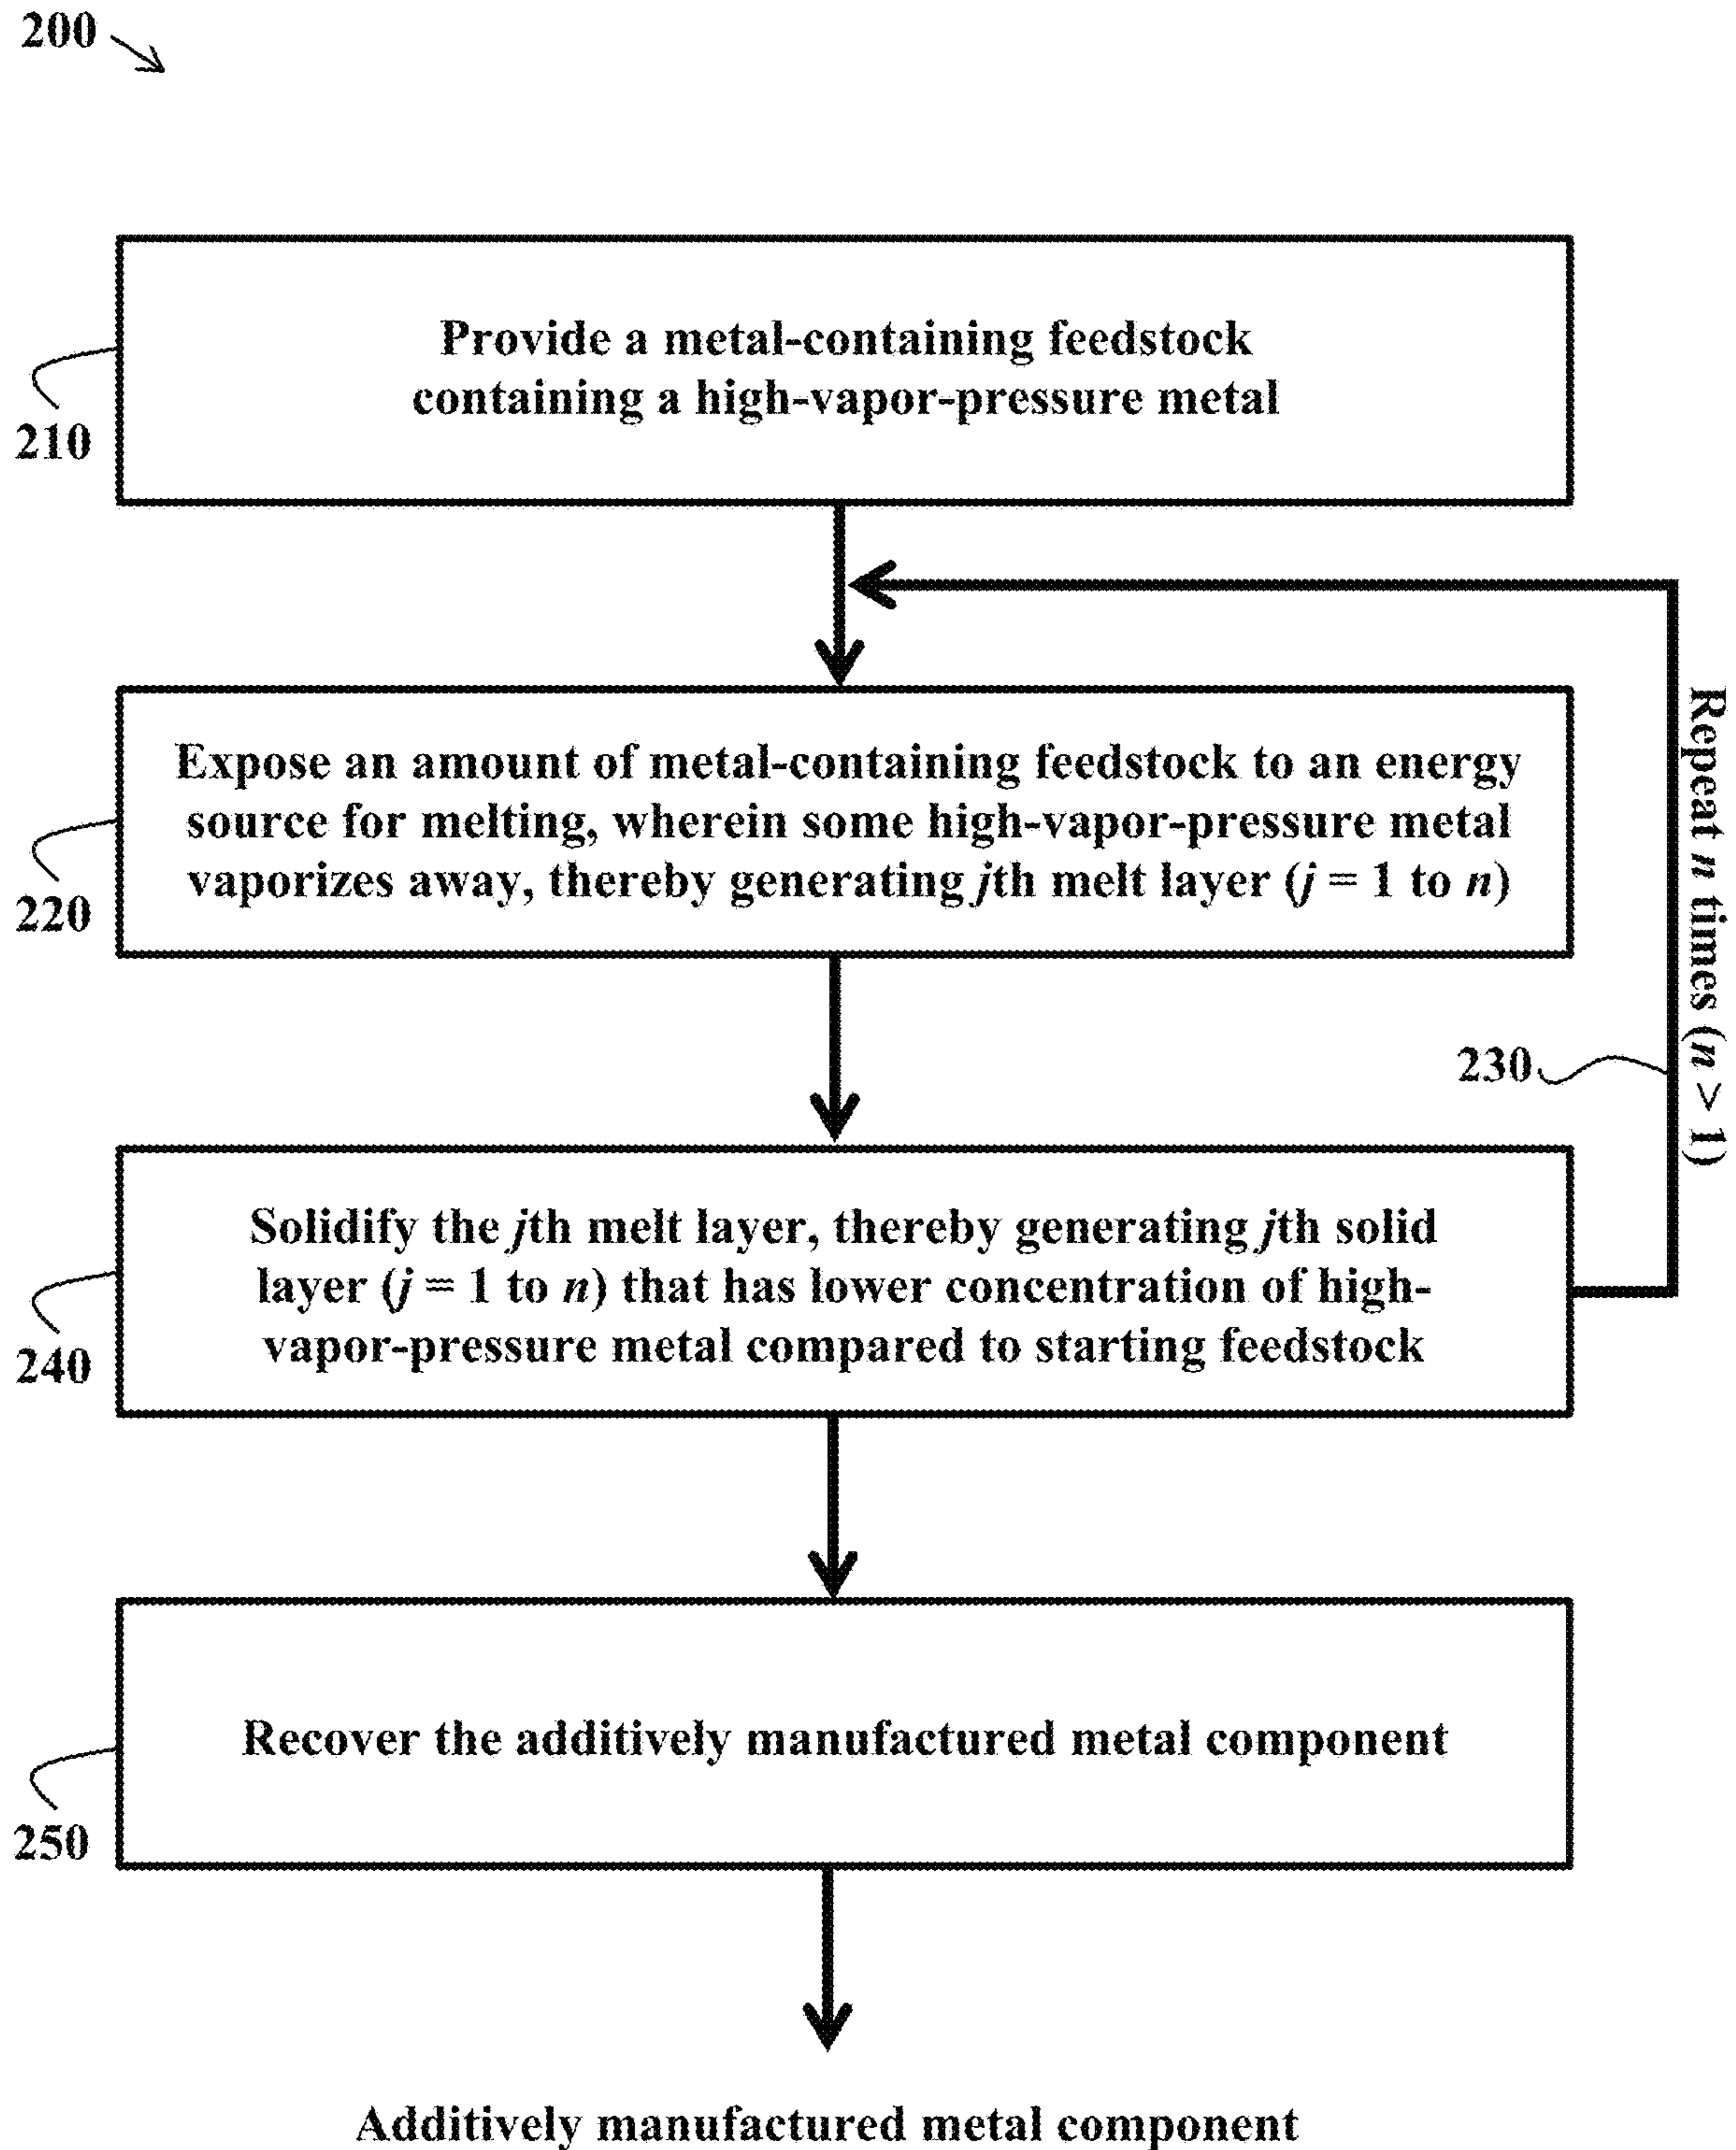 200
Provide a metal-containing feedstock
containing a high-vapor-pressure metal
210
Expose an amount of metal-containing feedstock to an energy
source for melting, wherein some high-vapor-pressure metal
vaporizes away, thereby generating jth melt layer (j = 1 to n)
220
Repeat n times (n > 1)
230
Solidify the jth melt layer, thereby generating jth solid
layer (j = 1 to n) that has lower concentration of high-
vapor-pressure metal compared to starting feedstock
240
Recover the additively manufactured metal component
250
Additively manufactured metal component